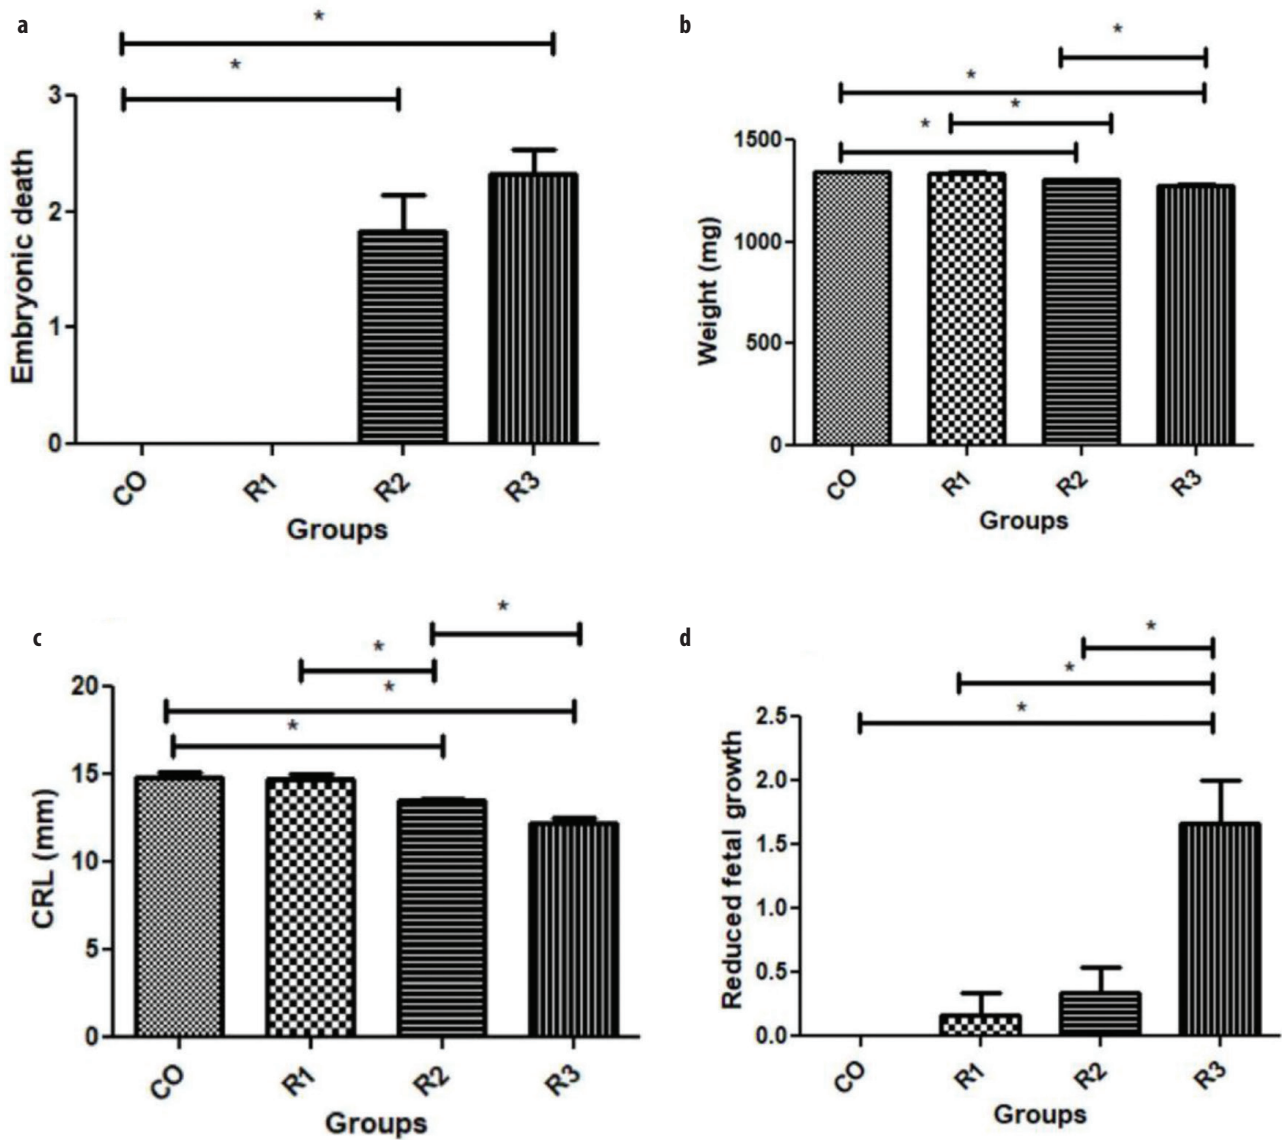 a
*
*
3
2
1
0
Embryonic death
CO R1 R2 R3
Groups
b
*
*
*
*
1500
1000
500
0
Weight (mg)
CO R1 R2 R3
Groups
c
*
*
*
*
20
15
10
5
0
CRL (mm)
CO R1 R2 R3
Groups
d
*
*
*
2.5
2.0
1.5
1.0
0.5
0.0
Reduced fetal growth
CO R1 R2 R3
Groups